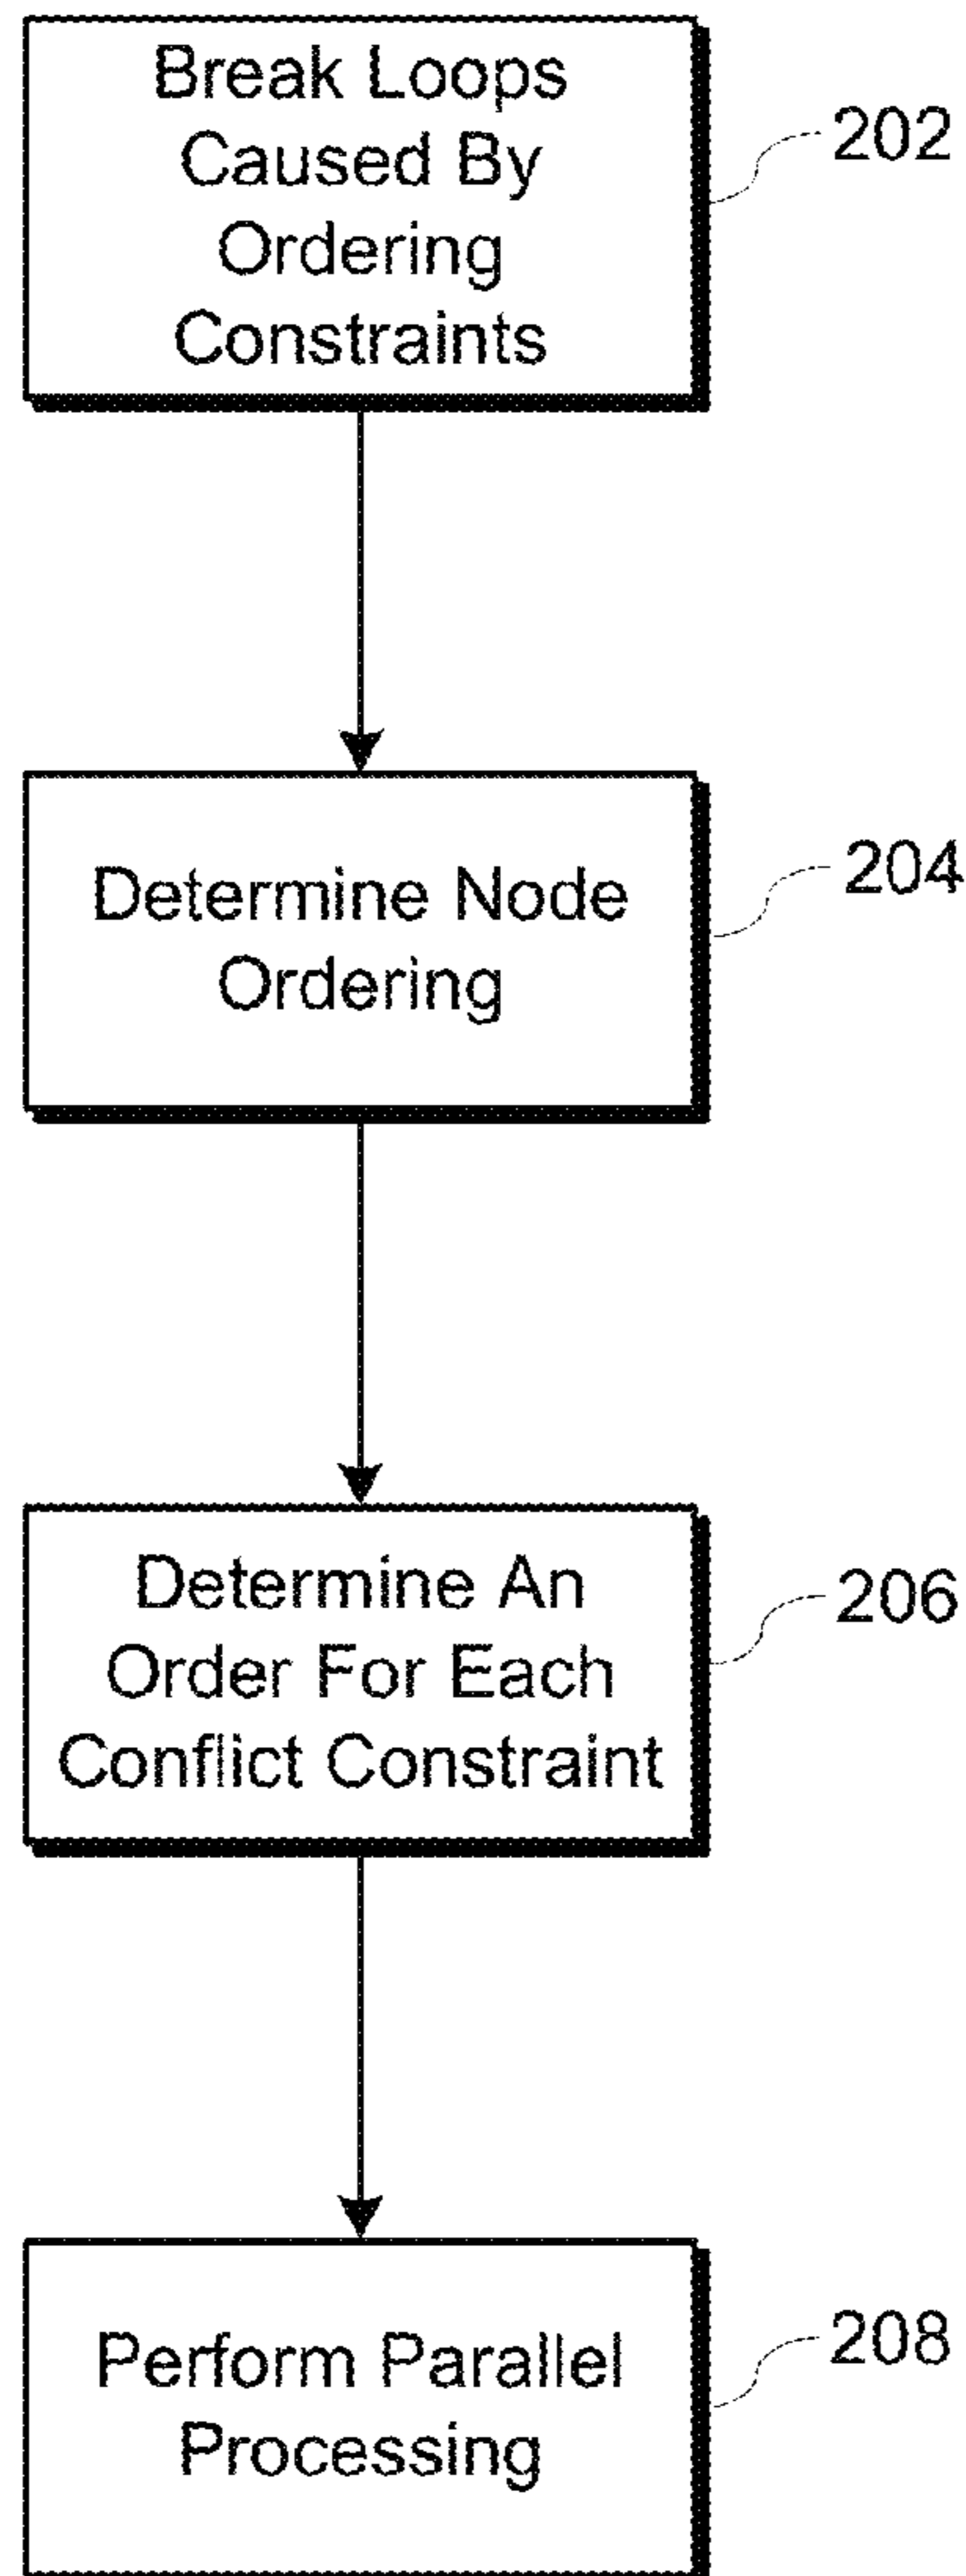 Break Loops
Caused By
Ordering
Constraints
202
Determine Node
Ordering
204
Determine An
Order For Each
Conflict Constraint
206
Perform Parallel
Processing
208